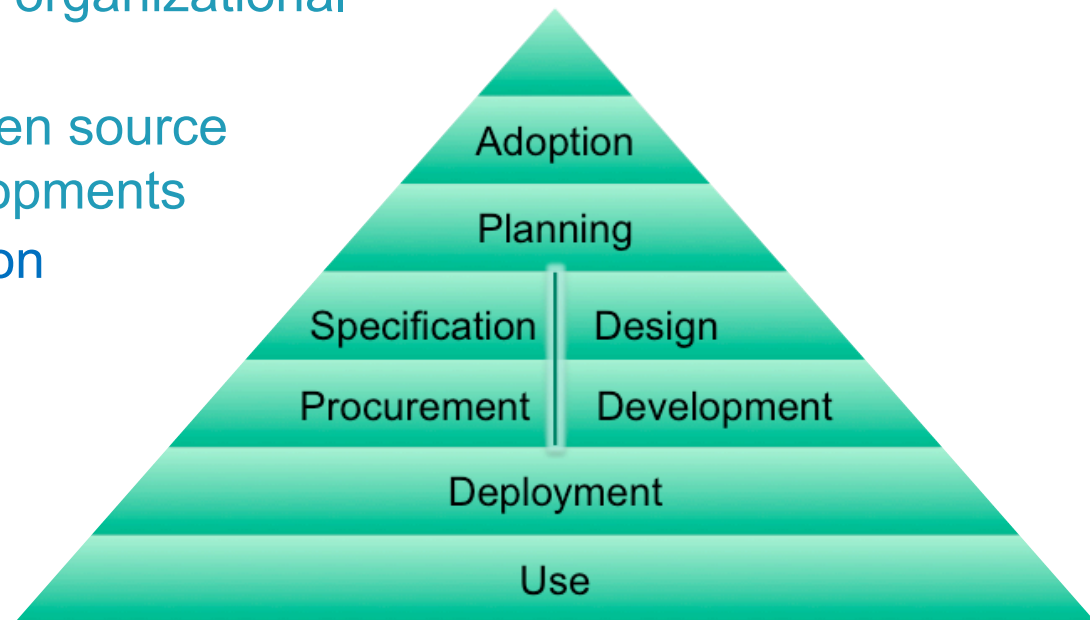 organizational
en source
opments
on
Adoption
Planning
Specification Design
Procurement Development
Deployment
Use